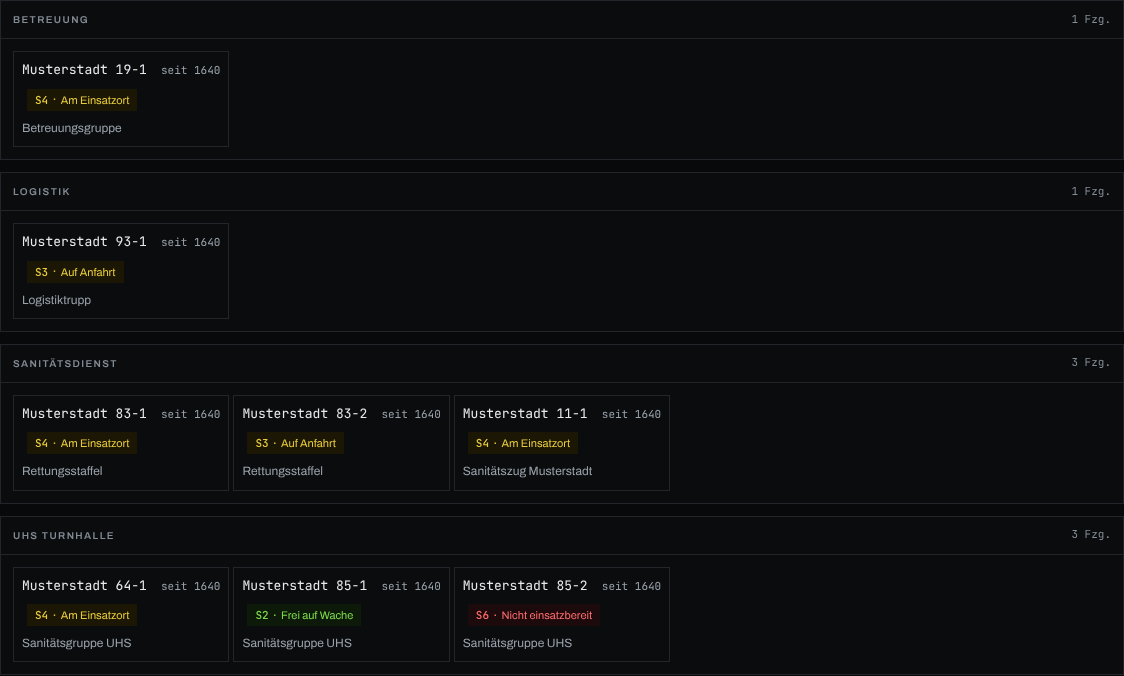 BETREUUNG 1 Fzg.
Musterstadt 19-1 seit 1640
S4 · Am Einsatzort
Betreuungsgruppe
LOGISTIK 1 Fzg.
Musterstadt 93-1 seit 1640
S3 · Auf Anfahrt
Logistiktrupp
SANITÄTSDIENST 3 Fzg.
Musterstadt 83-1 seit 1640 Musterstadt 83-2 seit 1640 Musterstadt 11-1 seit 1640
S4 · Am Einsatzort S3 · Auf Anfahrt S4 · Am Einsatzort
Rettungsstaffel Rettungsstaffel Sanitätszug Musterstadt
UHS TURNHALLE 3 Fzg.
Musterstadt 64-1 seit 1640 Musterstadt 85-1 seit 1640 Musterstadt 85-2 seit 1640
S4 · Am Einsatzort S2 · Frei auf Wache S6 · Nicht einsatzbereit
Sanitätsgruppe UHS Sanitätsgruppe UHS Sanitätsgruppe UHS